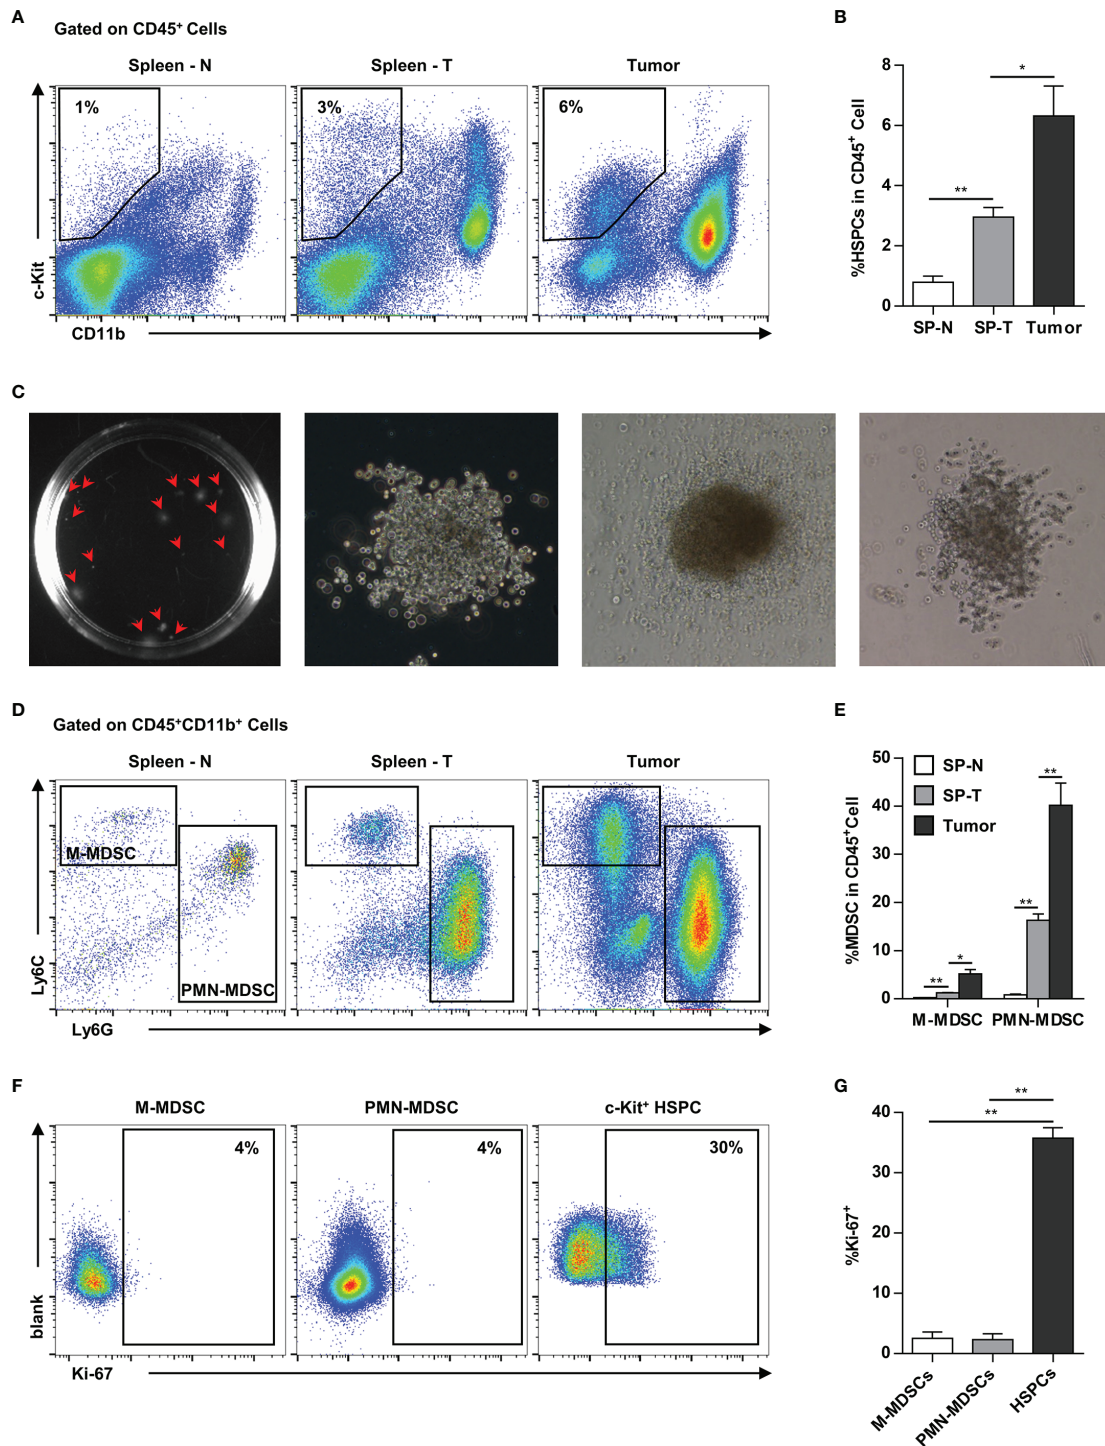 A
Gated on CD45⁺ Cells
Spleen - N
Spleen - T
Tumor
1%
3%
6%
c-Kit
CD11b
B
%HSPCs in CD45⁺ Cell
8
6
4
2
0
*
**
SP-N
SP-T
Tumor
C
D
Gated on CD45⁺CD11b⁺ Cells
Spleen - N
Spleen - T
Tumor
M-MDSC
PMN-MDSC
Ly6C
Ly6G
E
%MDSC in CD45⁺Cell
50
40
30
20
10
0
SP-N
SP-T
Tumor
**
**
**
*
M-MDSC
PMN-MDSC
F
M-MDSC
PMN-MDSC
c-Kit⁺ HSPC
4%
4%
30%
blank
Ki-67
G
%Ki-67⁺
40
30
20
10
0
**
**
M-MDSCs
PMN-MDSCs
HSPCs